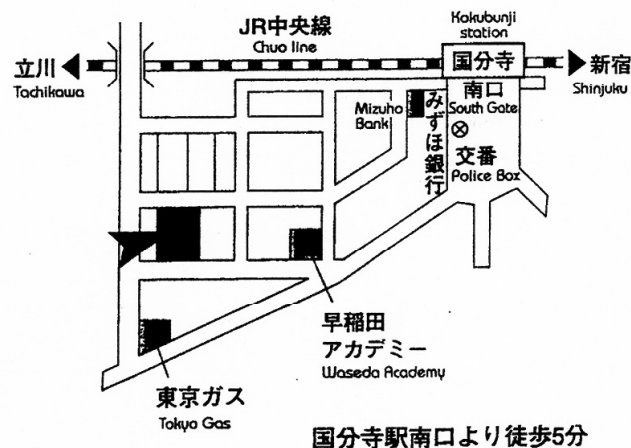 Kokubunji
station
JR中央線
Chuo line
国分寺
立川
Tachikawa
新宿
Shinjuku
南口
South Gate
Mizuho
Bank
みずほ銀行
交番
Police Box
早稲田
アカデミー
Waseda Academy
東京ガス
Tokyo Gas
国分寺駅南口より徒歩5分